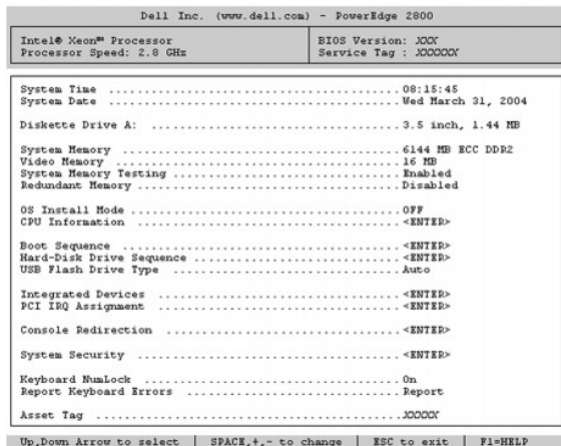 Dell Inc. (www.dell.com) - PowerEdge 2800
Intel® Xeon™ Processor
Processor Speed: 2.8 GHz
BIOS Version: XXX
Service Tag : XXXXXX
System Time ........................................ 08:15:45
System Date ........................................ Wed March 31, 2004
Diskette Drive A: .................................. 3.5 inch, 1.44 MB
System Memory ...................................... 6144 MB ECC DDR2
Video Memory ....................................... 16 MB
System Memory Testing .............................. Enabled
Redundant Memory ................................... Disabled
OS Install Mode .................................... OFF
CPU Information .................................... <ENTER>
Boot Sequence ...................................... <ENTER>
Hard-Disk Drive Sequence ........................... <ENTER>
USB Flash Drive Type ............................... Auto
Integrated Devices ................................. <ENTER>
PCI IRQ Assignment ................................. <ENTER>
Console Redirection ................................ <ENTER>
System Security .................................... <ENTER>
Keyboard NumLock ................................... On
Report Keyboard Errors ............................. Report
Asset Tag .......................................... XXXXX
Up,Down Arrow to select | SPACE,+,- to change | ESC to exit | F1=HELP